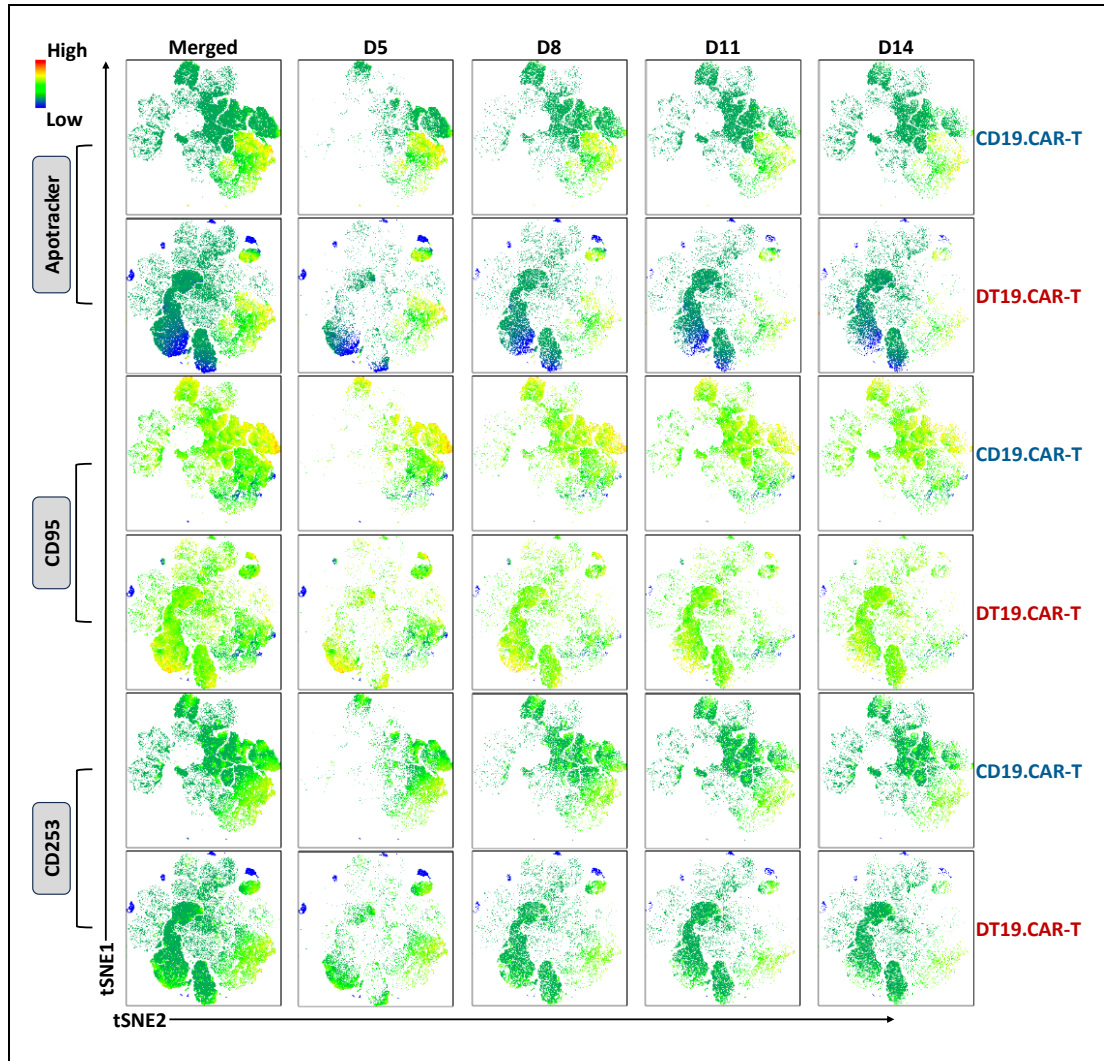 Merged D5 D8 D11 D14
High
Low
Apotracker
CD19.CAR-T
DT19.CAR-T
CD95
CD19.CAR-T
DT19.CAR-T
CD253
CD19.CAR-T
DT19.CAR-T
tSNE1
tSNE2